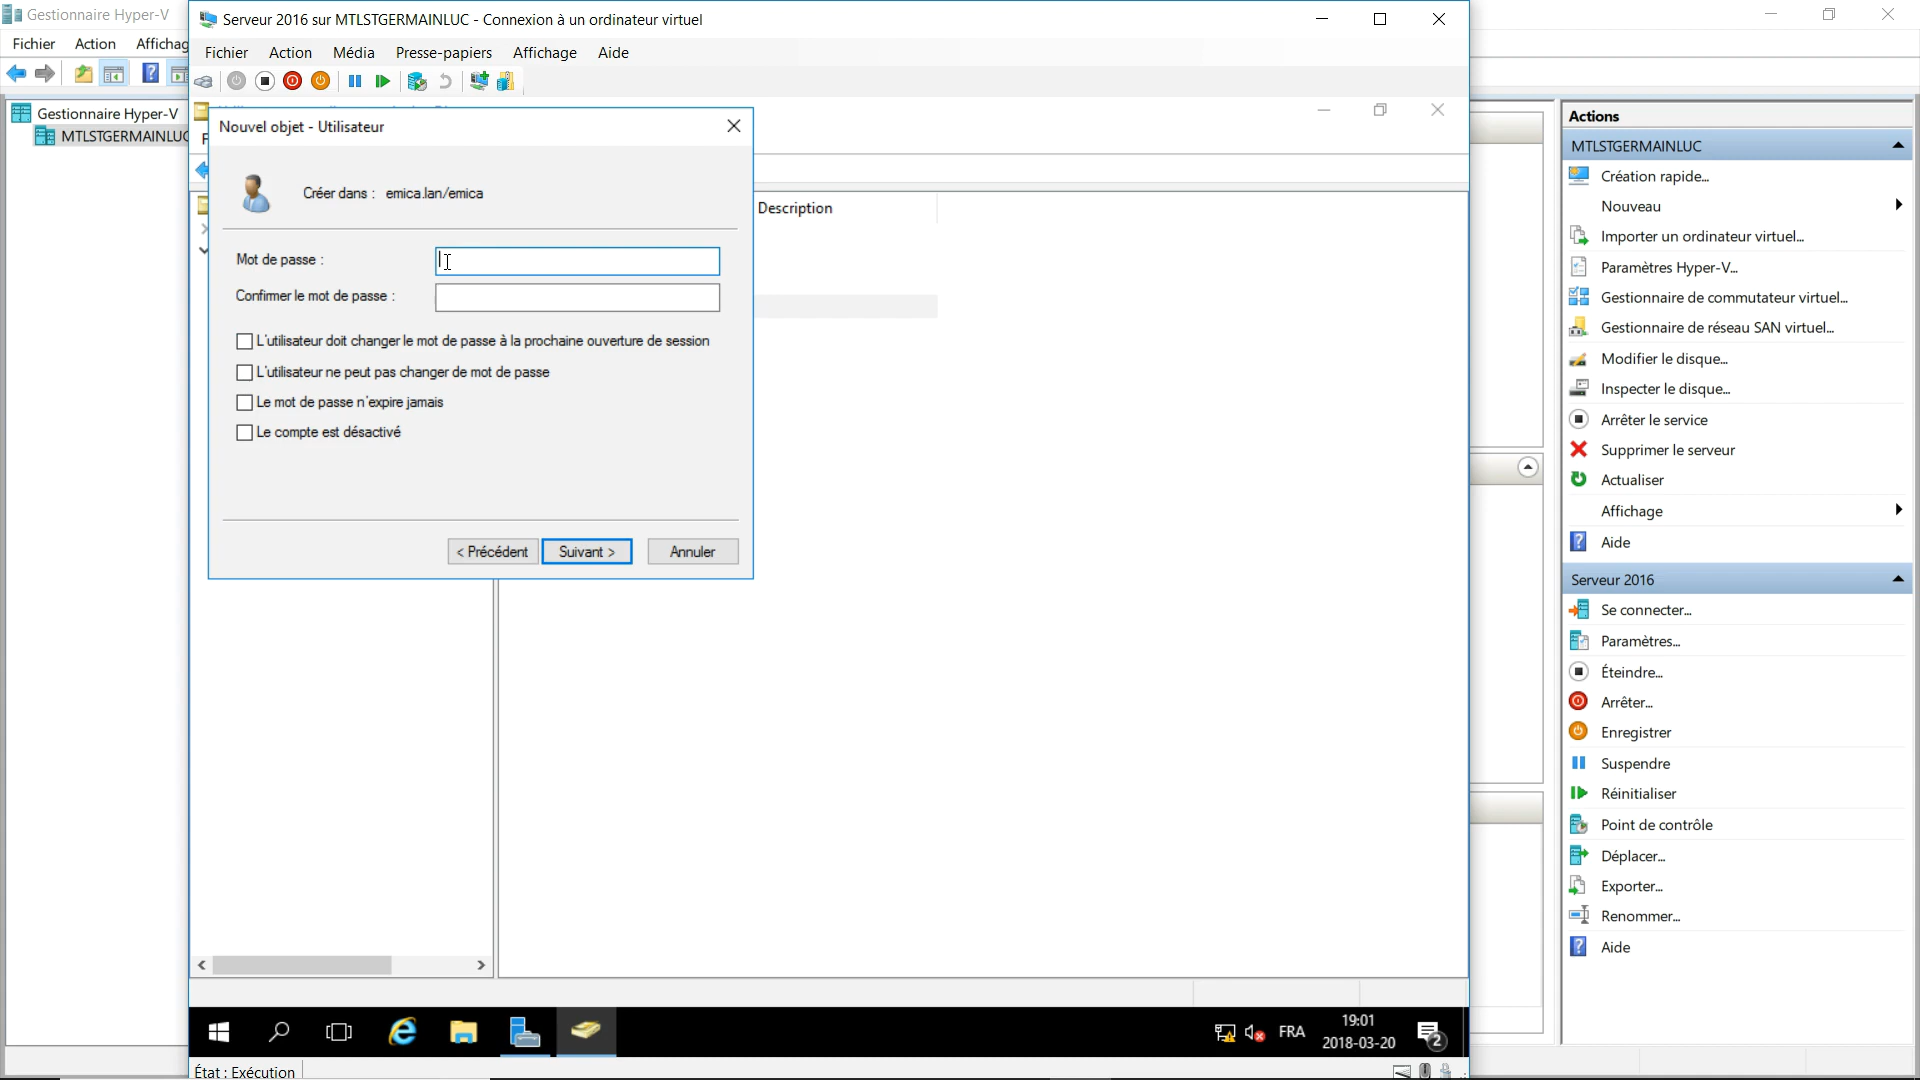 Gestionnaire Hyper-V
Fichier Action Affichag
Gestionnaire Hyper-V
MTLSTGERMAINLUC
Serveur 2016 sur MTLSTGERMAINLUC - Connexion à un ordinateur virtuel
Fichier Action Média Presse-papiers Affichage Aide
Nouvel objet - Utilisateur
Créer dans : emica.lan/emica
Mot de passe :
Confirmer le mot de passe :
L'utilisateur doit changer le mot de passe à la prochaine ouverture de session
L'utilisateur ne peut pas changer de mot de passe
Le mot de passe n'expire jamais
Le compte est désactivé
< Précédent Suivant > Annuler
Description
19:01
FRA
2018-03-20
2
État : Exécution
Actions
MTLSTGERMAINLUC
Création rapide...
Nouveau
Importer un ordinateur virtuel...
Paramètres Hyper-V...
Gestionnaire de commutateur virtuel...
Gestionnaire de réseau SAN virtuel...
Modifier le disque...
Inspecter le disque...
Arrêter le service
Supprimer le serveur
Actualiser
Affichage
Aide
Serveur 2016
Se connecter...
Paramètres...
Éteindre...
Arrêter...
Enregistrer
Suspendre
Réinitialiser
Point de contrôle
Déplacer...
Exporter...
Renommer...
Aide